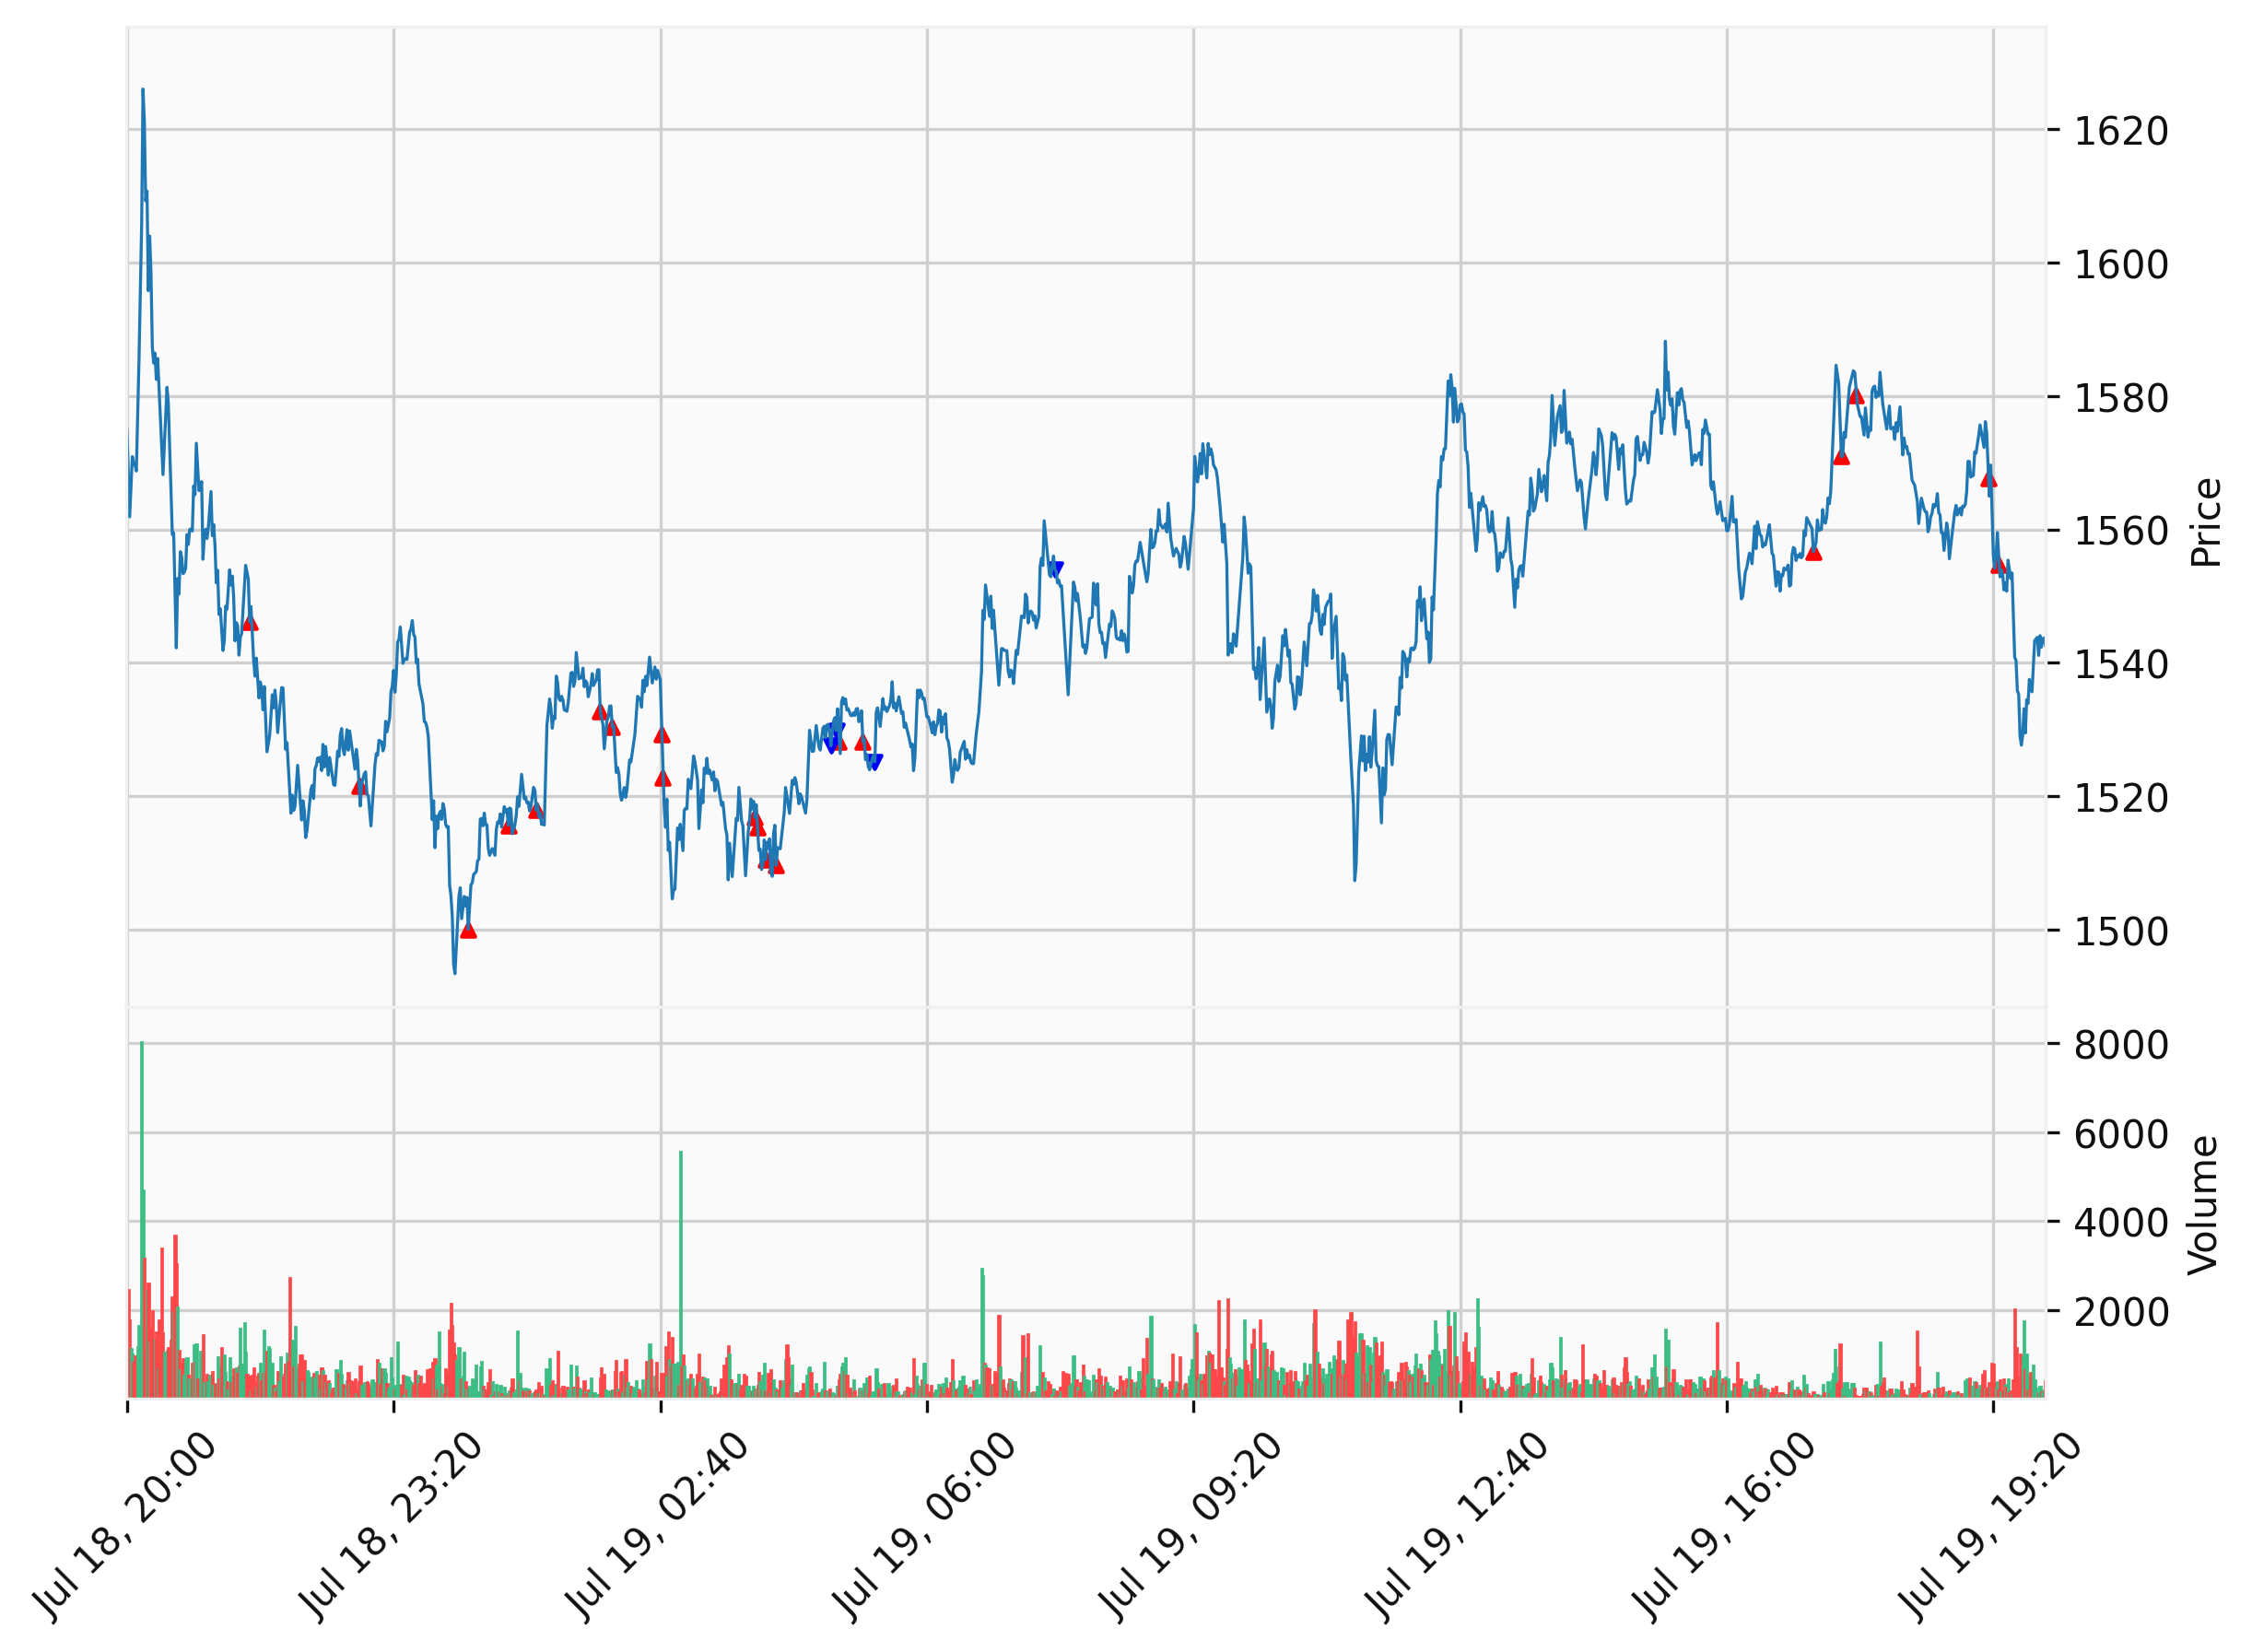 1620
1600
1580
1560
1540
1520
1500
Price
8000
6000
4000
2000
Volume
Jul 18, 20:00
Jul 18, 23:20
Jul 19, 02:40
Jul 19, 06:00
Jul 19, 09:20
Jul 19, 12:40
Jul 19, 16:00
Jul 19, 19:20